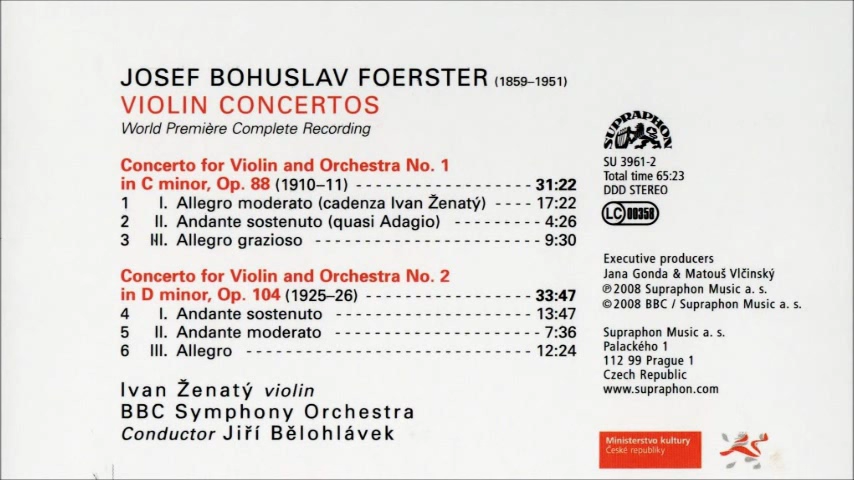 JOSEF BOHUSLAV FOERSTER (1859–1951)
VIOLIN CONCERTOS
World Première Complete Recording
Concerto for Violin and Orchestra No. 1
in C minor, Op. 88 (1910–11) - - - - - - - - - - - - - - - - - - 31:22
1 I. Allegro moderato (cadenza Ivan Ženatý) - - - - 17:22
2 II. Andante sostenuto (quasi Adagio) - - - - - - - - 4:26
3 III. Allegro grazioso - - - - - - - - - - - - - - - - - - - - 9:30
Concerto for Violin and Orchestra No. 2
in D minor, Op. 104 (1925–26) - - - - - - - - - - - - - - - - - 33:47
4 I. Andante sostenuto - - - - - - - - - - - - - - - - - - 13:47
5 II. Andante moderato - - - - - - - - - - - - - - - - - - - 7:36
6 III. Allegro - - - - - - - - - - - - - - - - - - - - - - - - - - 12:24
Ivan Ženatý violin
BBC Symphony Orchestra
Conductor Jiří Bělohlávek
SUPRAPHON
SU 3961-2
Total time 65:23
DDD STEREO
LC 00358
Executive producers
Jana Gonda & Matouš Vlčinský
℗ 2008 Supraphon Music a. s.
© 2008 BBC / Supraphon Music a. s.
Supraphon Music a. s.
Palackého 1
112 99 Prague 1
Czech Republic
www.supraphon.com
Ministerstvo kultury
České republiky